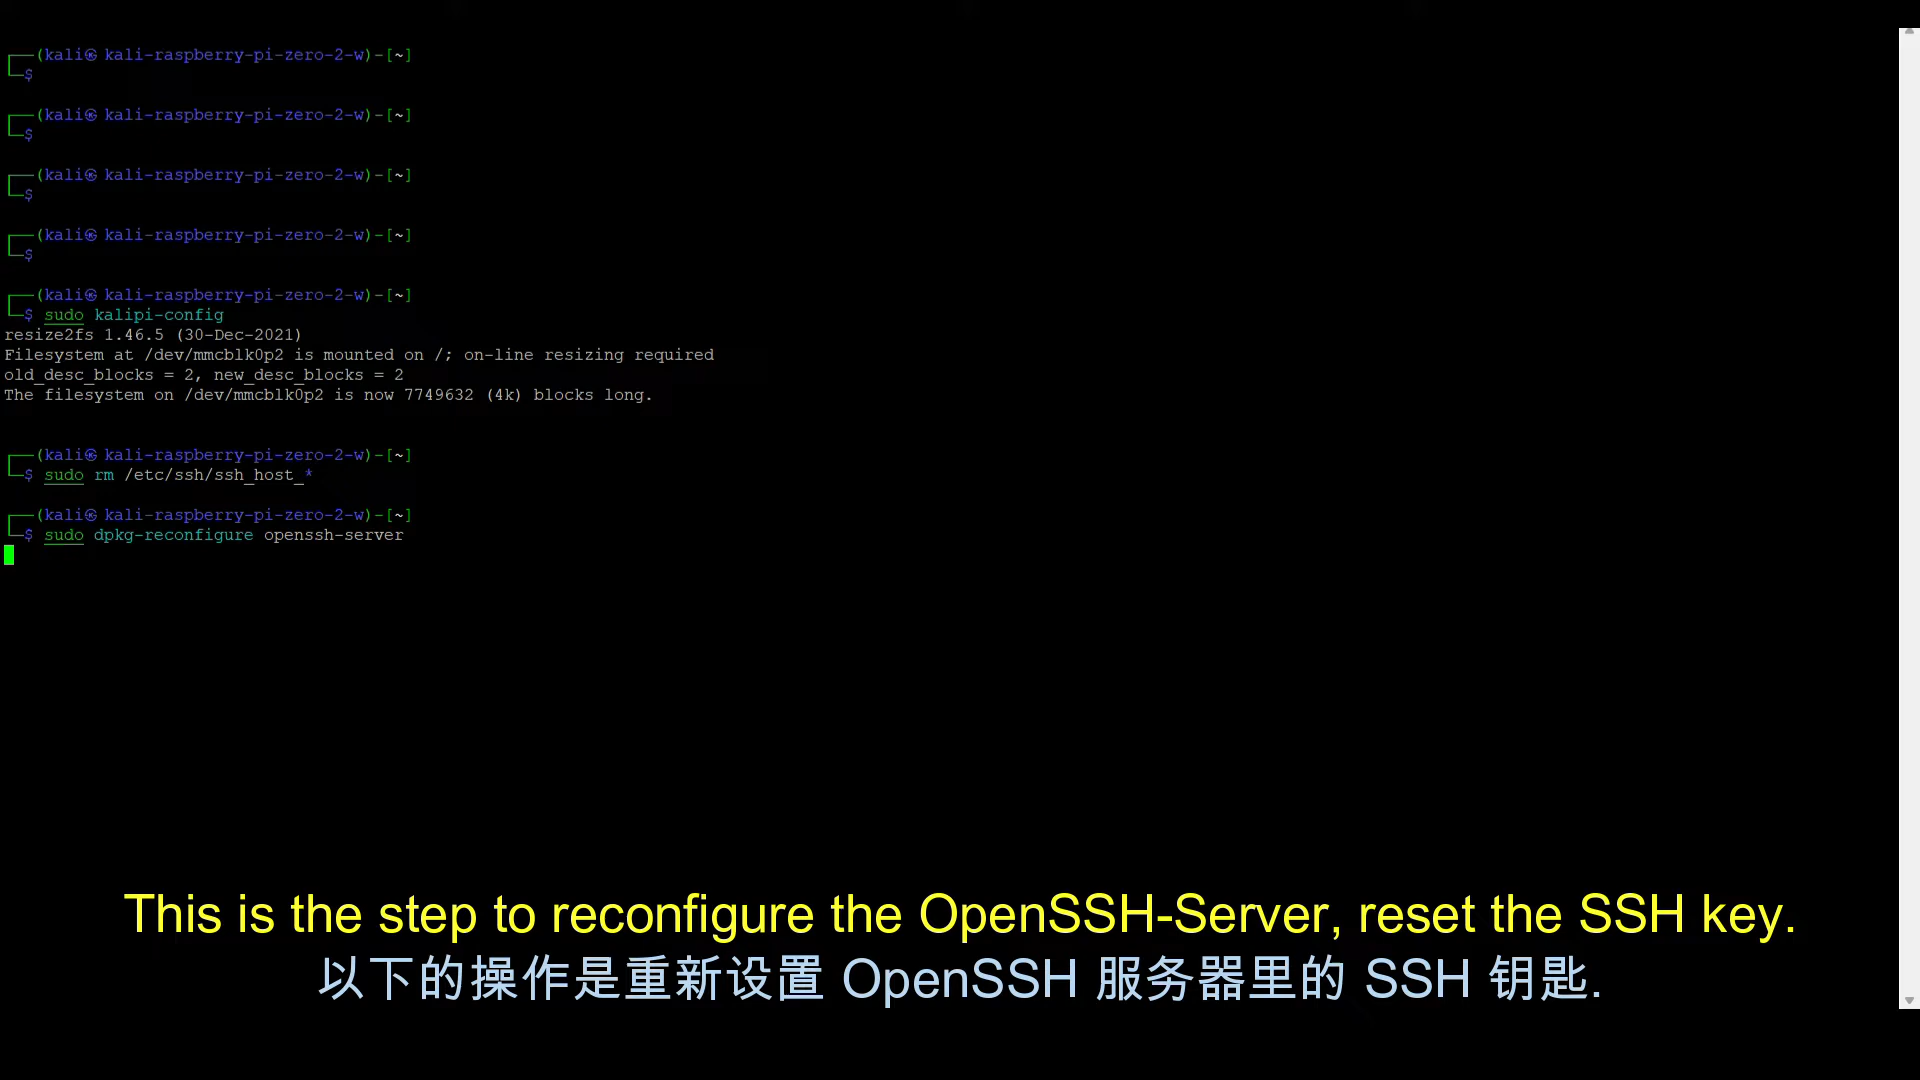 ┌──(kali㉿kali-raspberry-pi-zero-2-w)-[~]
└─$
┌──(kali㉿kali-raspberry-pi-zero-2-w)-[~]
└─$
┌──(kali㉿kali-raspberry-pi-zero-2-w)-[~]
└─$
┌──(kali㉿kali-raspberry-pi-zero-2-w)-[~]
└─$
┌──(kali㉿kali-raspberry-pi-zero-2-w)-[~]
└─$ sudo kalipi-config
resize2fs 1.46.5 (30-Dec-2021)
Filesystem at /dev/mmcblk0p2 is mounted on /; on-line resizing required
old_desc_blocks = 2, new_desc_blocks = 2
The filesystem on /dev/mmcblk0p2 is now 7749632 (4k) blocks long.
┌──(kali㉿kali-raspberry-pi-zero-2-w)-[~]
└─$ sudo rm /etc/ssh/ssh_host_*
┌──(kali㉿kali-raspberry-pi-zero-2-w)-[~]
└─$ sudo dpkg-reconfigure openssh-server
This is the step to reconfigure the OpenSSH-Server, reset the SSH key.
以下的操作是重新设置 OpenSSH 服务器里的 SSH 钥匙.